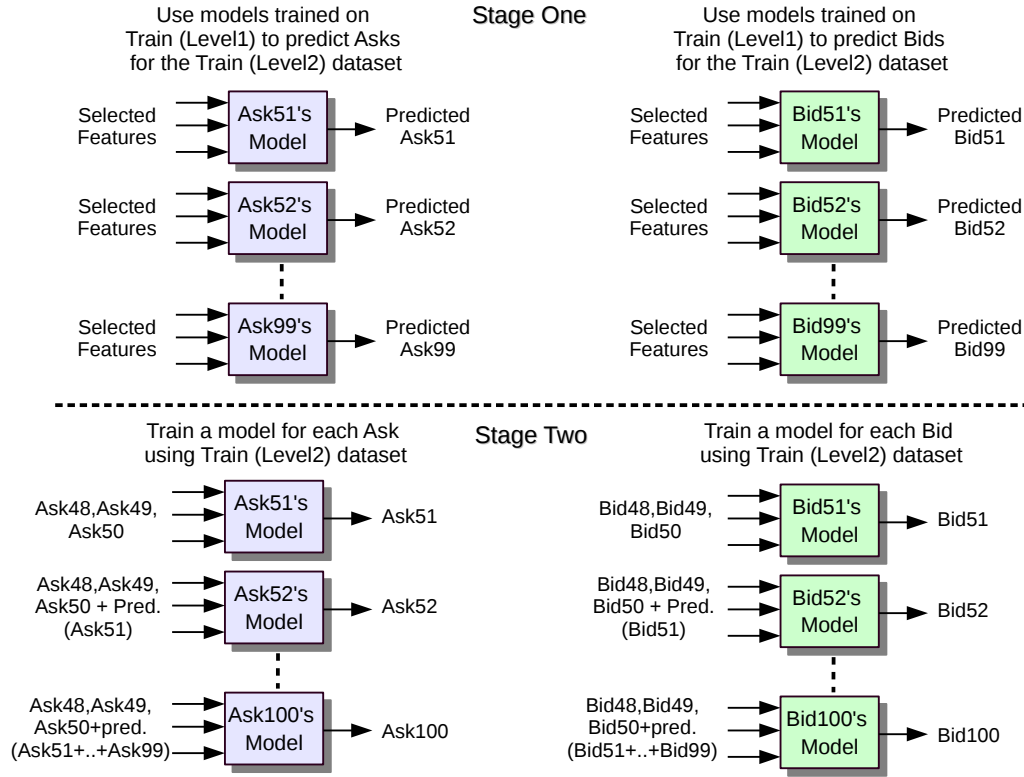 Stage One
Use models trained on
Train (Level1) to predict Asks
for the Train (Level2) dataset
Selected
Features
Ask51's
Model
Predicted
Ask51
Selected
Features
Ask52's
Model
Predicted
Ask52
Selected
Features
Ask99's
Model
Predicted
Ask99
Use models trained on
Train (Level1) to predict Bids
for the Train (Level2) dataset
Selected
Features
Bid51's
Model
Predicted
Bid51
Selected
Features
Bid52's
Model
Predicted
Bid52
Selected
Features
Bid99's
Model
Predicted
Bid99
Stage Two
Train a model for each Ask
using Train (Level2) dataset
Ask48,Ask49,
Ask50
Ask51's
Model
Ask51
Ask48,Ask49,
Ask50 + Pred.
(Ask51)
Ask52's
Model
Ask52
Ask48,Ask49,
Ask50+pred.
(Ask51+..+Ask99)
Ask100's
Model
Ask100
Train a model for each Bid
using Train (Level2) dataset
Bid48,Bid49,
Bid50
Bid51's
Model
Bid51
Bid48,Bid49,
Bid50 + Pred.
(Bid51)
Bid52's
Model
Bid52
Bid48,Bid49,
Bid50+pred.
(Bid51+..+Bid99)
Bid100's
Model
Bid100